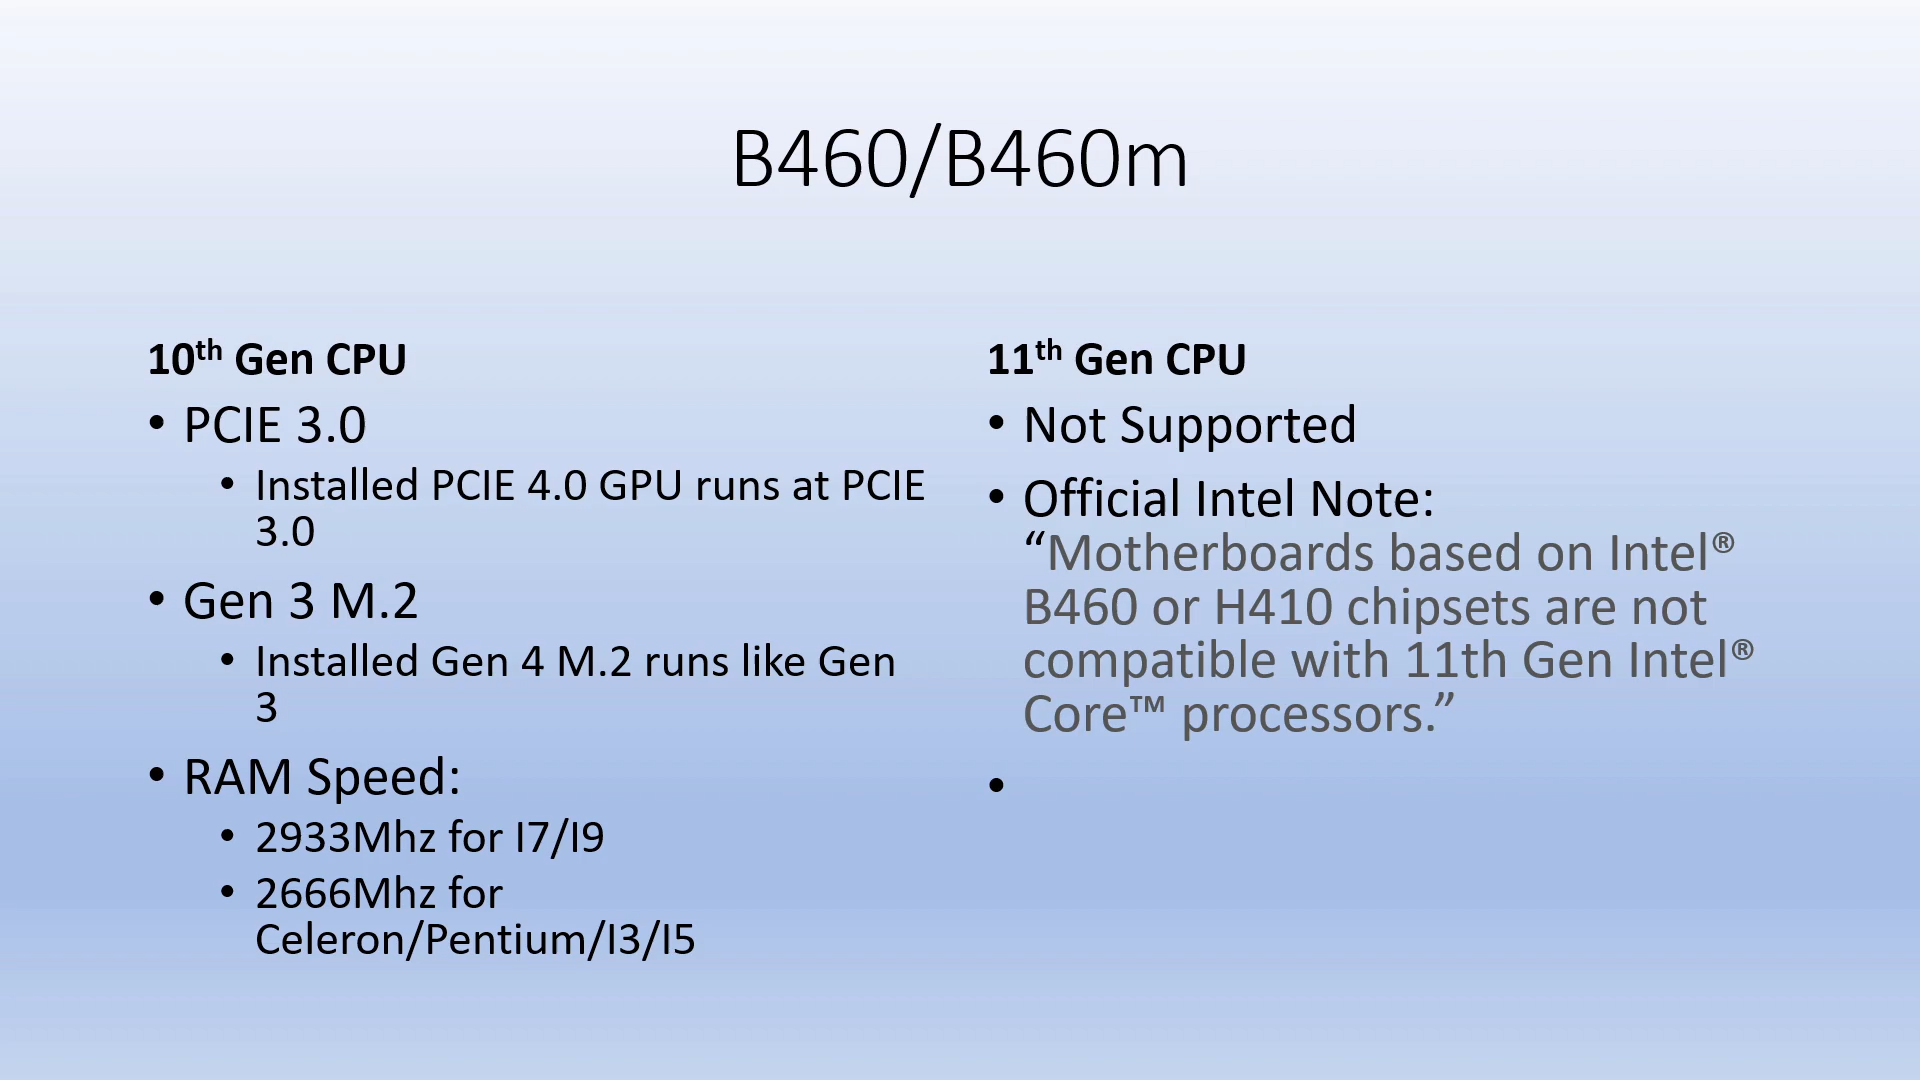 B460/B460m
10th Gen CPU
• PCIE 3.0
• Installed PCIE 4.0 GPU runs at PCIE
3.0
• Gen 3 M.2
• Installed Gen 4 M.2 runs like Gen
3
• RAM Speed:
• 2933Mhz for I7/I9
• 2666Mhz for
Celeron/Pentium/I3/I5
11th Gen CPU
• Not Supported
• Official Intel Note:
“Motherboards based on Intel®
B460 or H410 chipsets are not
compatible with 11th Gen Intel®
Core™ processors.”
•